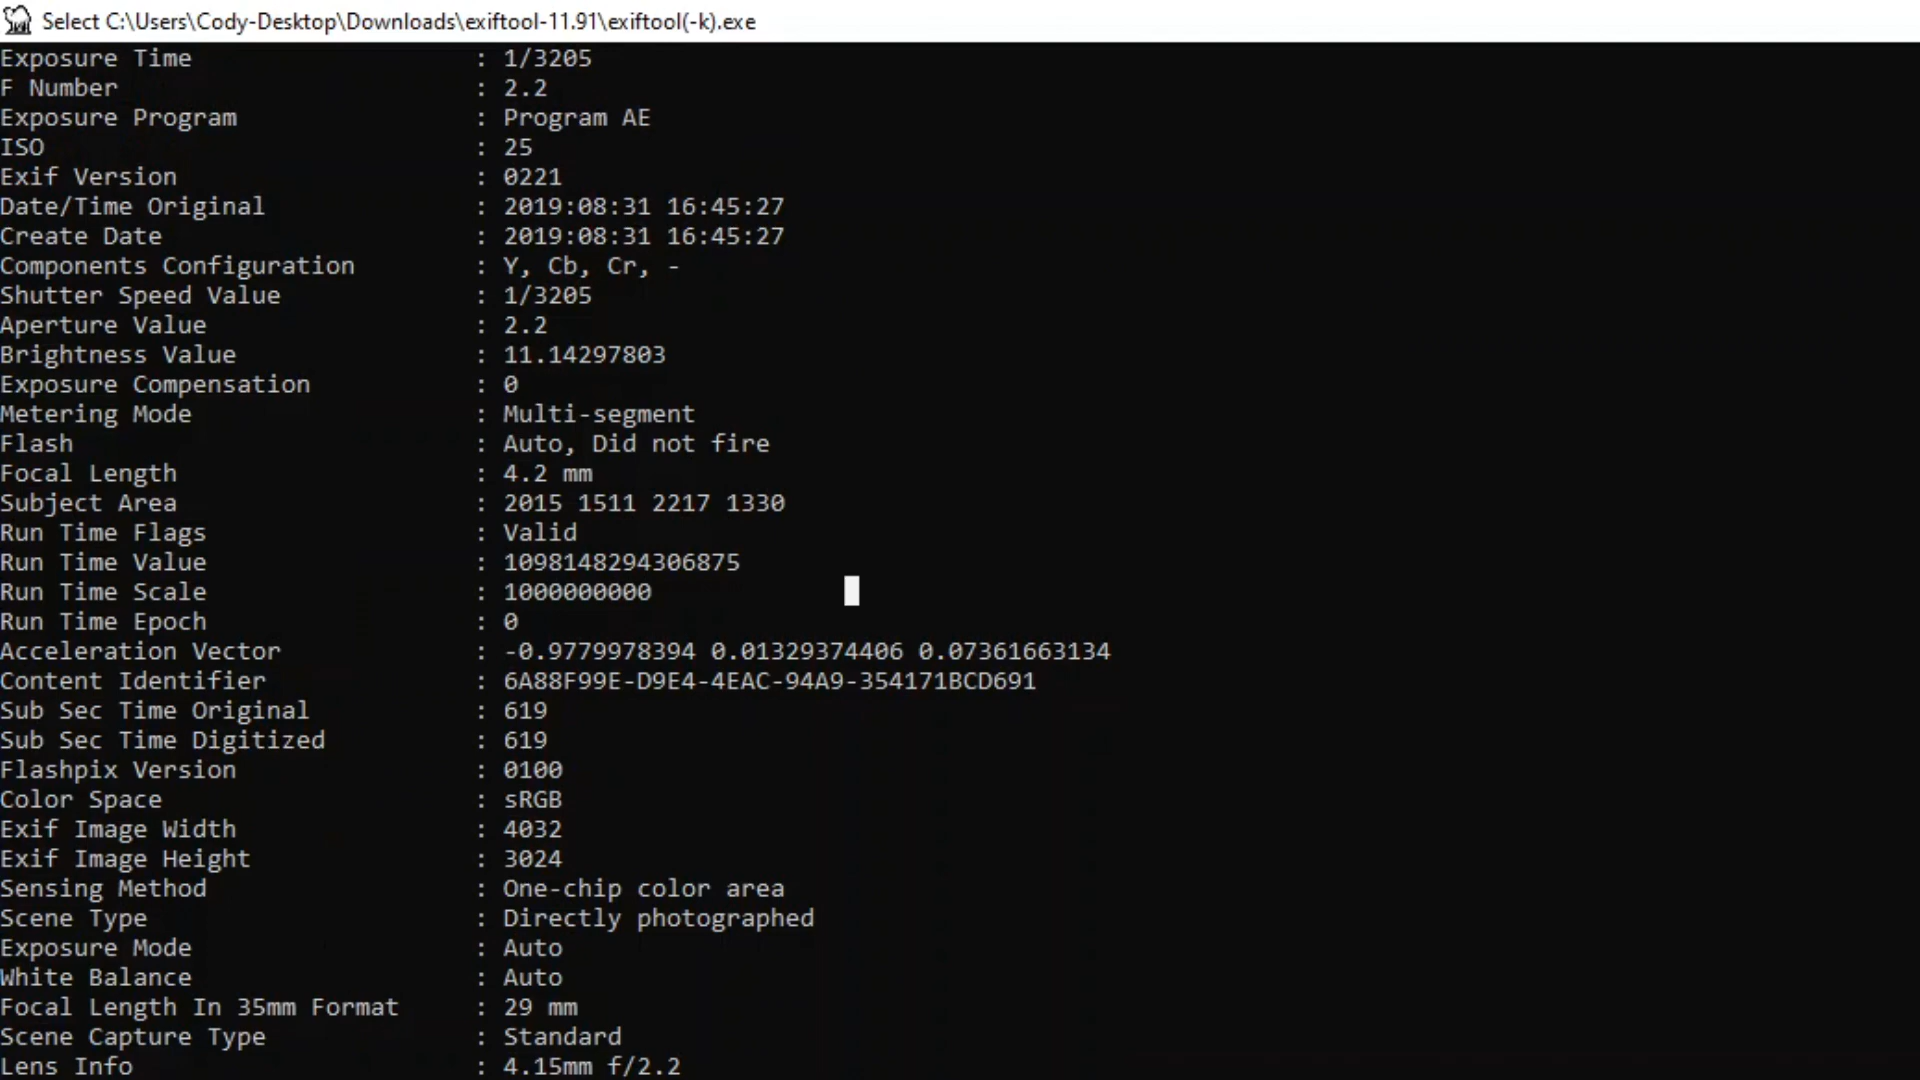 Select C:\Users\Cody-Desktop\Downloads\exiftool-11.91\exiftool(-k).exe
Exposure Time : 1/3205
F Number : 2.2
Exposure Program : Program AE
ISO : 25
Exif Version : 0221
Date/Time Original : 2019:08:31 16:45:27
Create Date : 2019:08:31 16:45:27
Components Configuration : Y, Cb, Cr, -
Shutter Speed Value : 1/3205
Aperture Value : 2.2
Brightness Value : 11.14297803
Exposure Compensation : 0
Metering Mode : Multi-segment
Flash : Auto, Did not fire
Focal Length : 4.2 mm
Subject Area : 2015 1511 2217 1330
Run Time Flags : Valid
Run Time Value : 1098148294306875
Run Time Scale : 1000000000
Run Time Epoch : 0
Acceleration Vector : -0.9779978394 0.01329374406 0.07361663134
Content Identifier : 6A88F99E-D9E4-4EAC-94A9-354171BCD691
Sub Sec Time Original : 619
Sub Sec Time Digitized : 619
Flashpix Version : 0100
Color Space : sRGB
Exif Image Width : 4032
Exif Image Height : 3024
Sensing Method : One-chip color area
Scene Type : Directly photographed
Exposure Mode : Auto
White Balance : Auto
Focal Length In 35mm Format : 29 mm
Scene Capture Type : Standard
Lens Info : 4.15mm f/2.2